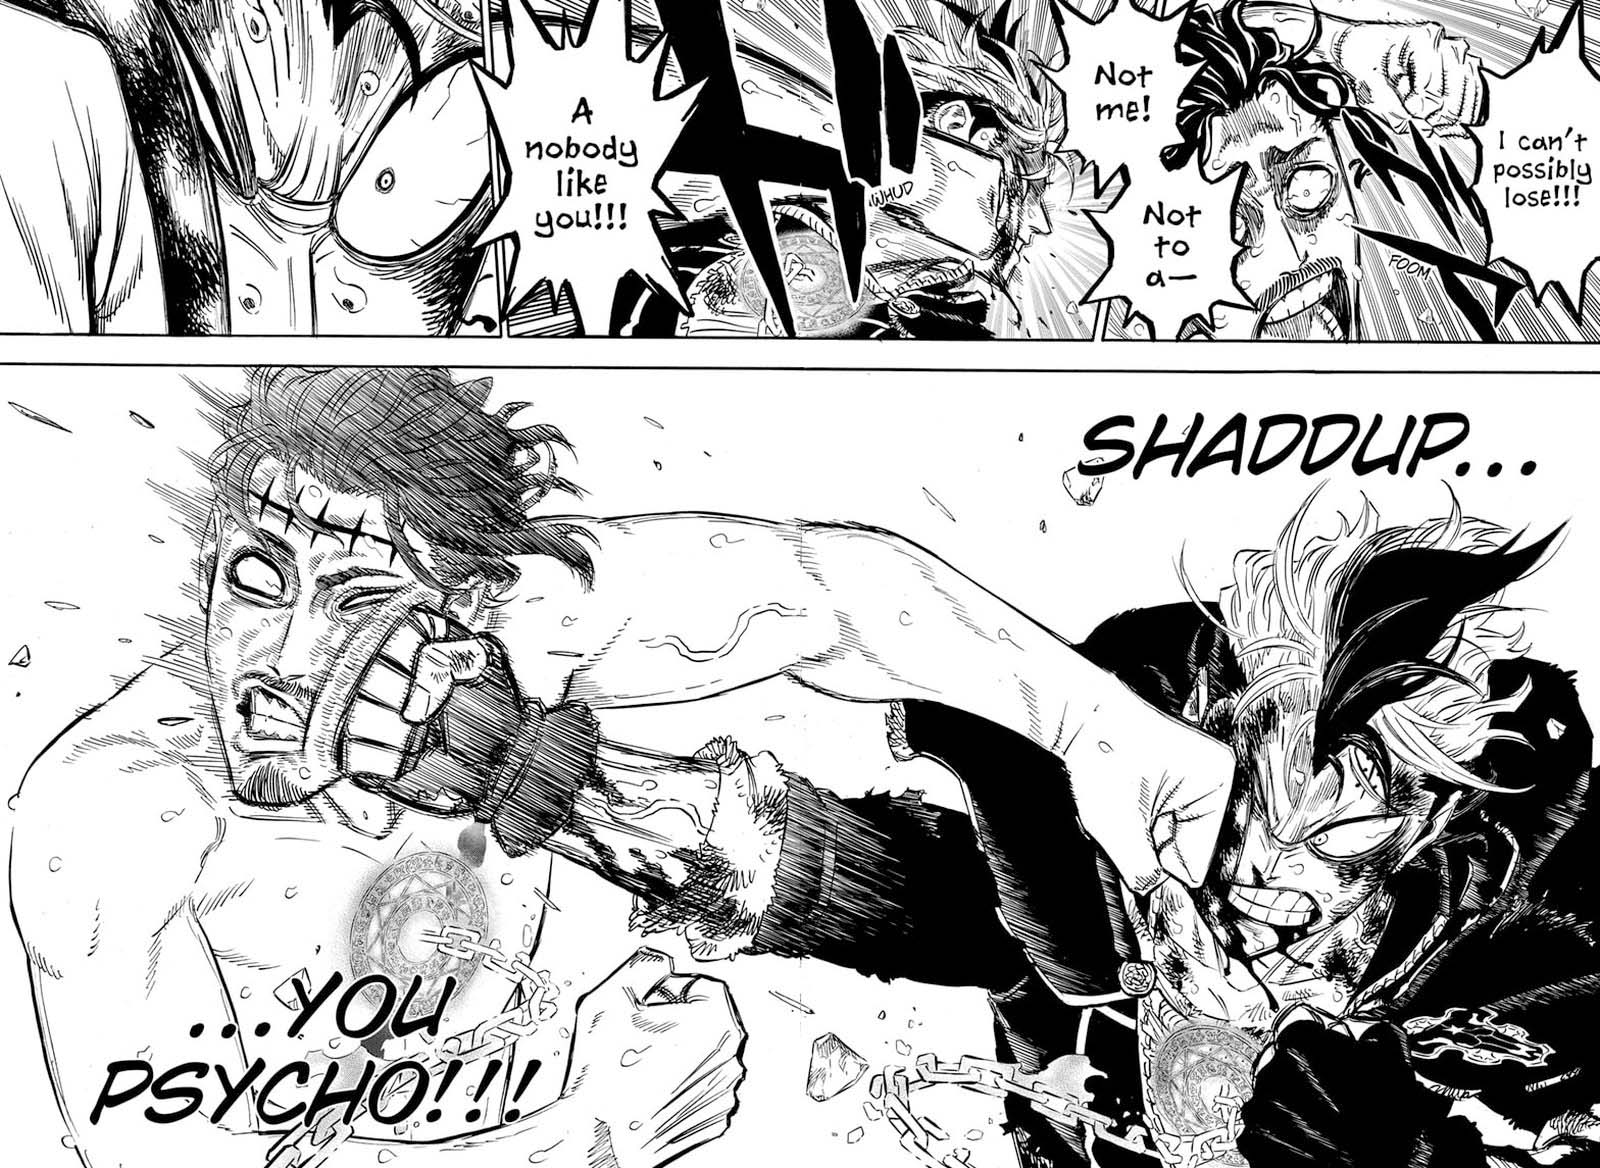 I can't
possibly
lose!!!
FOOM
Not
me!
Not
to
a—
WHUD
A
nobody
like
you!!!
SHADDUP...
...YOU
PSYCHO!!!